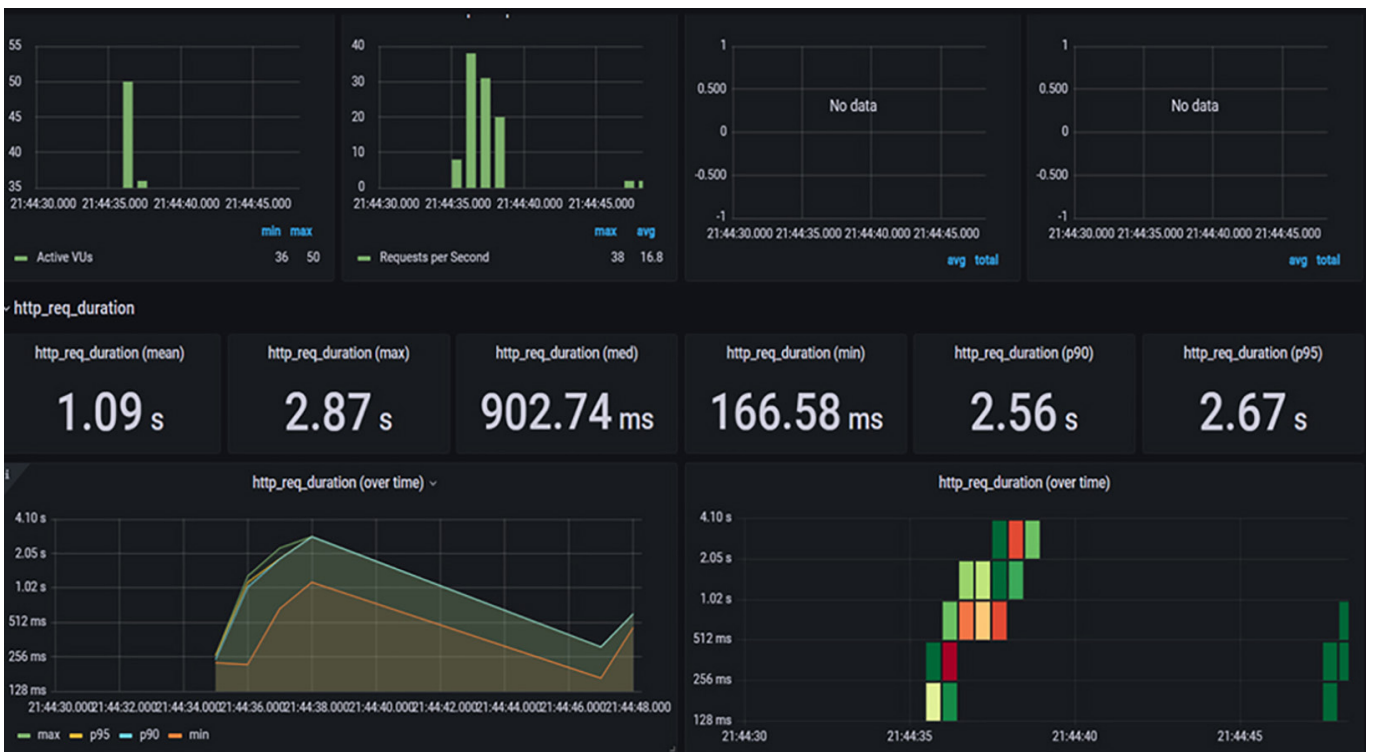 55
50
45
40
35
21:44:30.000 21:44:35.000 21:44:40.000 21:44:45.000
min max
Active VUs 36 50
40
30
20
10
0
21:44:30.000 21:44:35.000 21:44:40.000 21:44:45.000
max avg
Requests per Second 38 16.8
1
0.500
No data
0
-0.500
-1
21:44:30.000 21:44:35.000 21:44:40.000 21:44:45.000
avg total
1
0.500
No data
0
-0.500
-1
21:44:30.000 21:44:35.000 21:44:40.000 21:44:45.000
avg total
http_req_duration
http_req_duration (mean)
1.09 s
http_req_duration (max)
2.87 s
http_req_duration (med)
902.74 ms
http_req_duration (min)
166.58 ms
http_req_duration (p90)
2.56 s
http_req_duration (p95)
2.67 s
i
http_req_duration (over time)
4.10 s
2.05 s
1.02 s
512 ms
256 ms
128 ms
21:44:30.000 21:44:32.000 21:44:34.000 21:44:36.000 21:44:38.000 21:44:40.000 21:44:42.000 21:44:44.000 21:44:46.000 21:44:48.000
max p95 p90 min
http_req_duration (over time)
4.10 s
2.05 s
1.02 s
512 ms
256 ms
128 ms
21:44:30 21:44:35 21:44:40 21:44:45